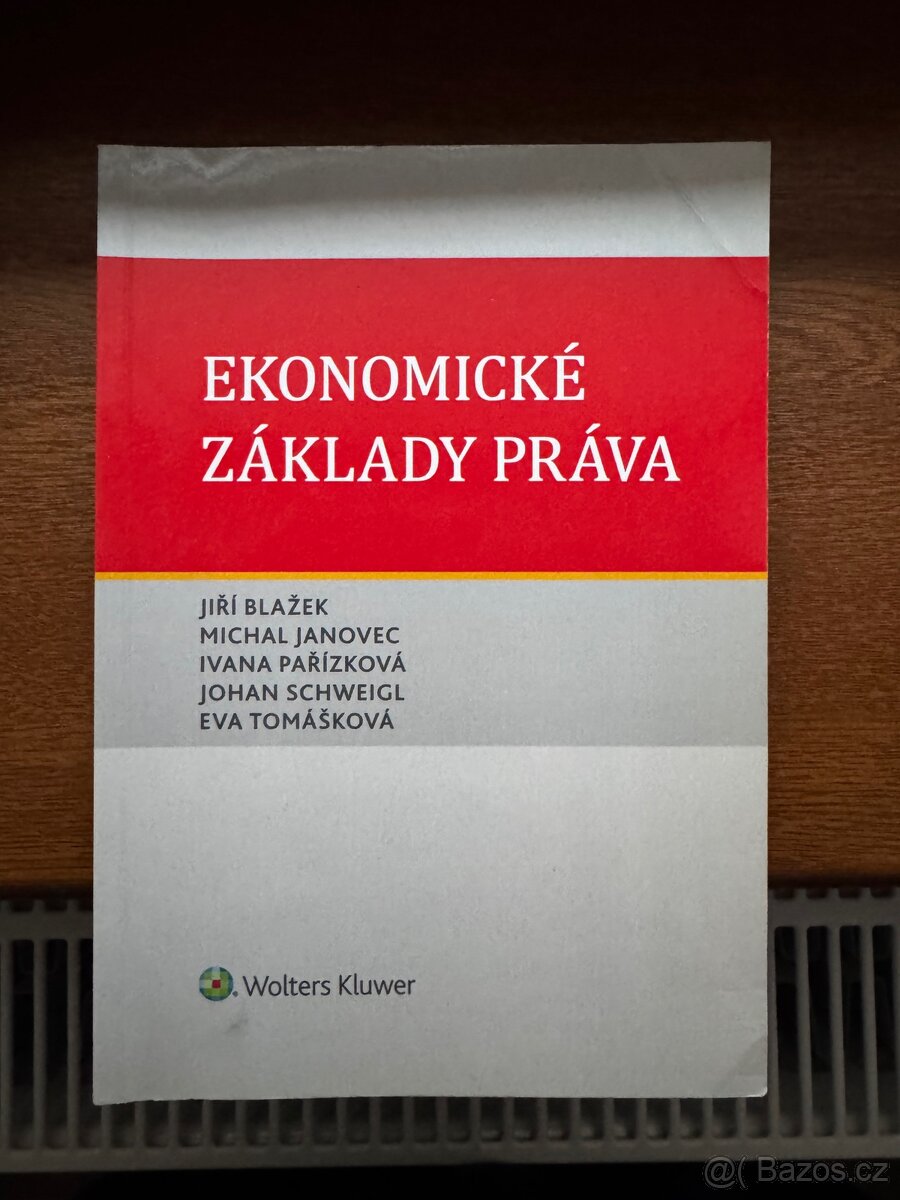 EKONOMICKÉ
ZÁKLADY PRÁVA
JIŘÍ BLAŽEK
MICHAL JANOVEC
IVANA PAŘÍZKOVÁ
JOHAN SCHWEIGL
EVA TOMÁŠKOVÁ
Wolters Kluwer
@( Bazos.cz